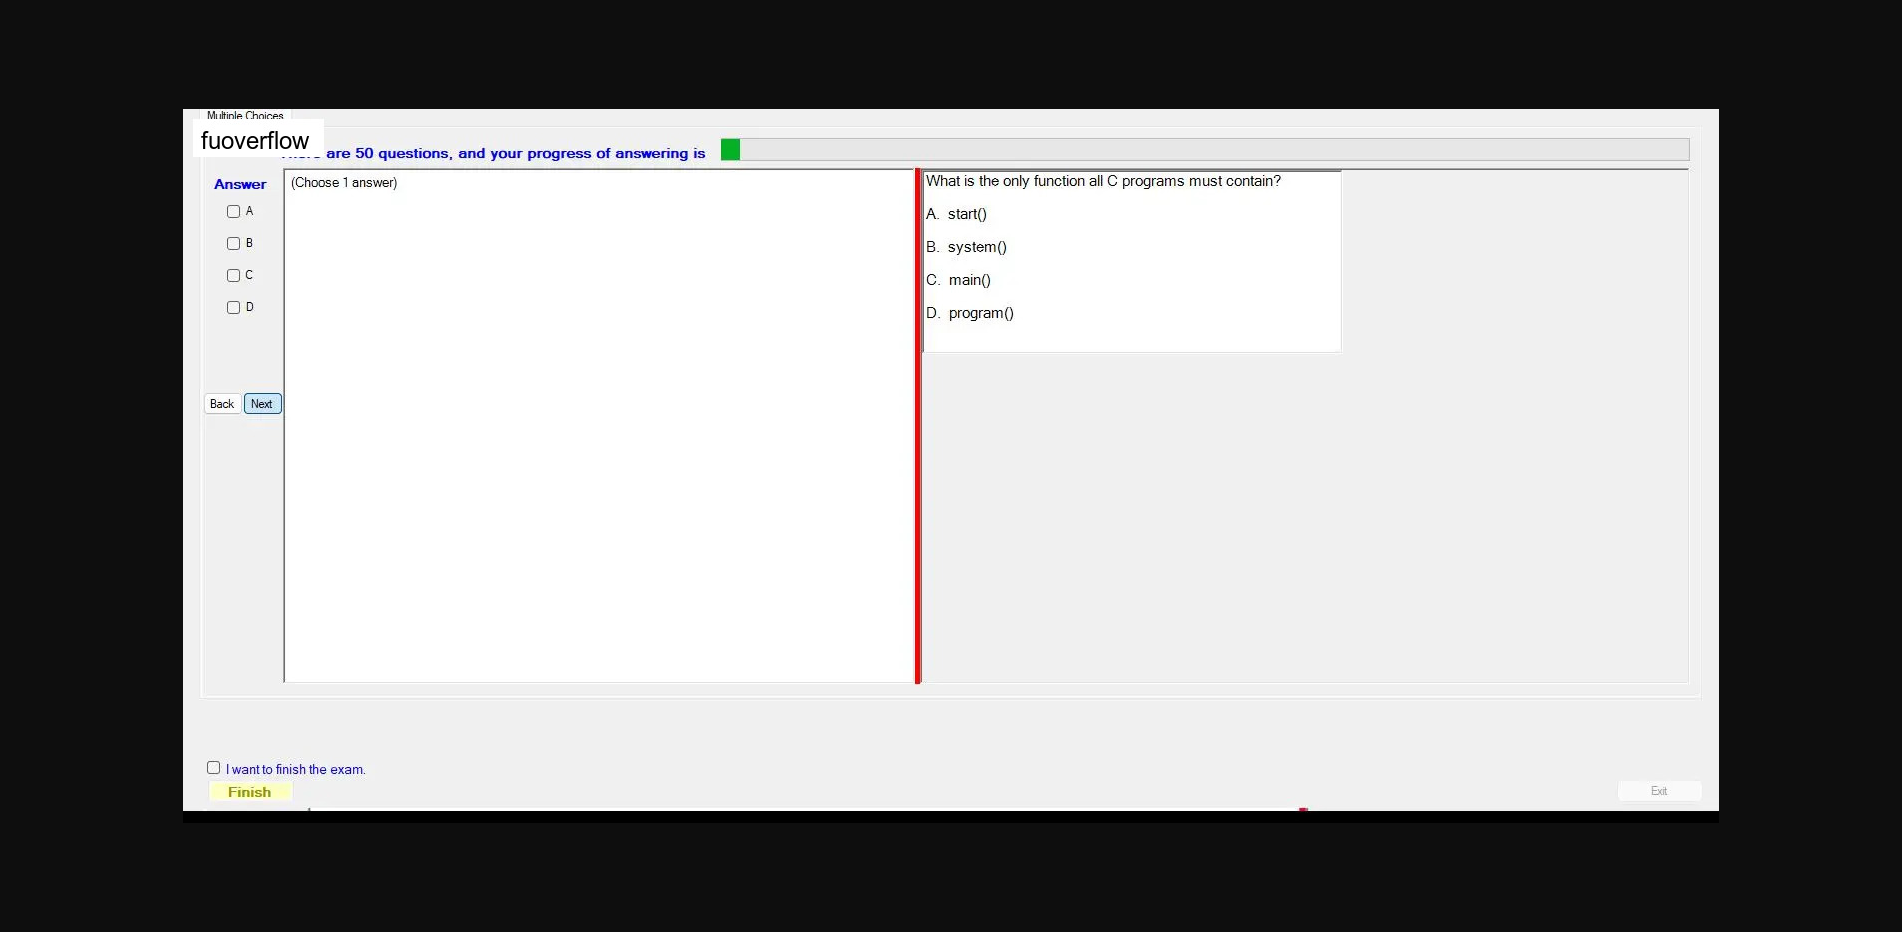 Multiple Choices
fuoverflow
are 50 questions, and your progress of answering is
Answer
(Choose 1 answer)
A
B
C
D
Back
Next
What is the only function all C programs must contain?
A. start()
B. system()
C. main()
D. program()
I want to finish the exam.
Finish
Exit